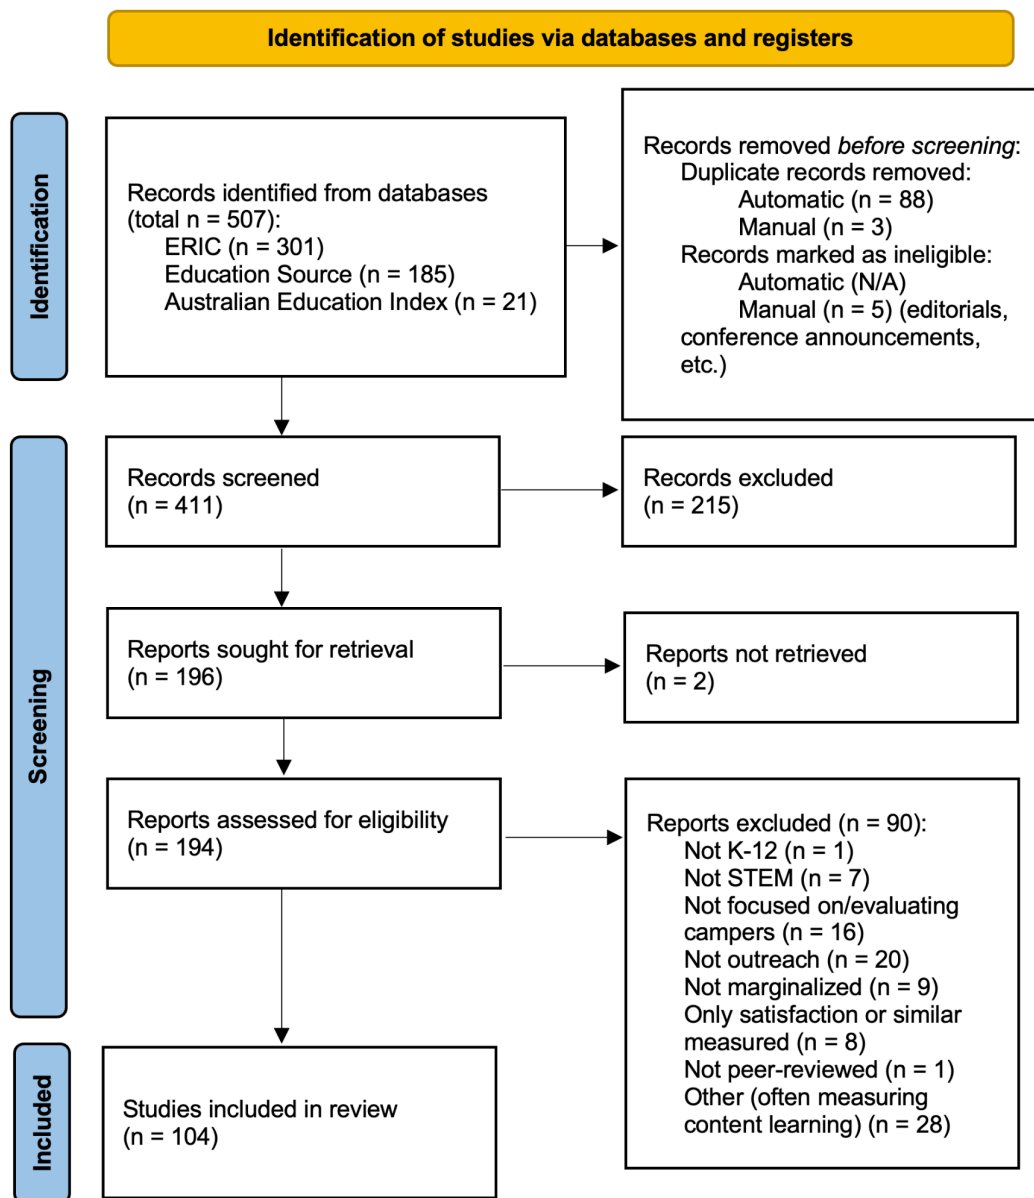 Identification of studies via databases and registers
Identification
Records identified from databases
(total n = 507):
ERIC (n = 301)
Education Source (n = 185)
Australian Education Index (n = 21)
Records removed before screening:
Duplicate records removed:
Automatic (n = 88)
Manual (n = 3)
Records marked as ineligible:
Automatic (N/A)
Manual (n = 5) (editorials,
conference announcements,
etc.)
Screening
Records screened
(n = 411)
Records excluded
(n = 215)
Reports sought for retrieval
(n = 196)
Reports not retrieved
(n = 2)
Reports assessed for eligibility
(n = 194)
Reports excluded (n = 90):
Not K-12 (n = 1)
Not STEM (n = 7)
Not focused on/evaluating
campers (n = 16)
Not outreach (n = 20)
Not marginalized (n = 9)
Only satisfaction or similar
measured (n = 8)
Not peer-reviewed (n = 1)
Other (often measuring
content learning) (n = 28)
Included
Studies included in review
(n = 104)